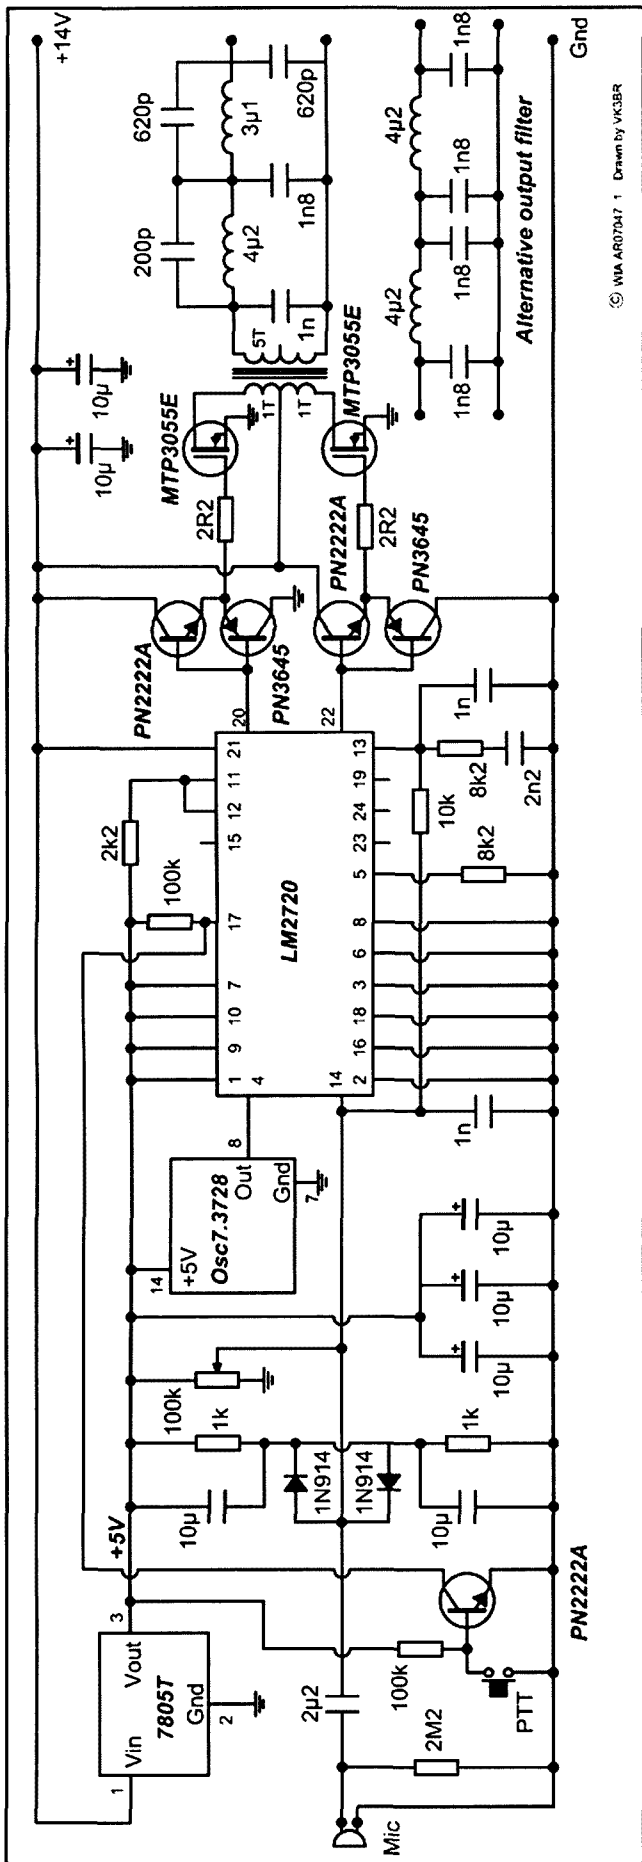 +14V
Gnd
620p
3µ1
620p
200p
4µ2
1n8
1n
5T
1T
1T
1n8
4µ2
1n8
1n8
4µ2
1n8
Alternative output filter
© WIA AR07047_1 Drawn by VK3BR
10µ
10µ
MTP3055E
MTP3055E
2R2
2R2
PN2222A
PN3645
PN2222A
PN3645
20
22
21
11
12
15
17
7
10
9
1
4
LM2720
13
19
24
23
5
8
6
3
18
16
2
14
2k2
100k
1n
8k2
2n2
10k
8k2
1n
8
Out
Osc7.3728
Gnd
7
+5V
14
10µ
10µ
10µ
100k
1k
1N914
1N914
1k
10µ
10µ
+5V
3
Vout
7805T
Gnd
2
Vin
1
2µ2
100k
PN2222A
PTT
2M2
Mic